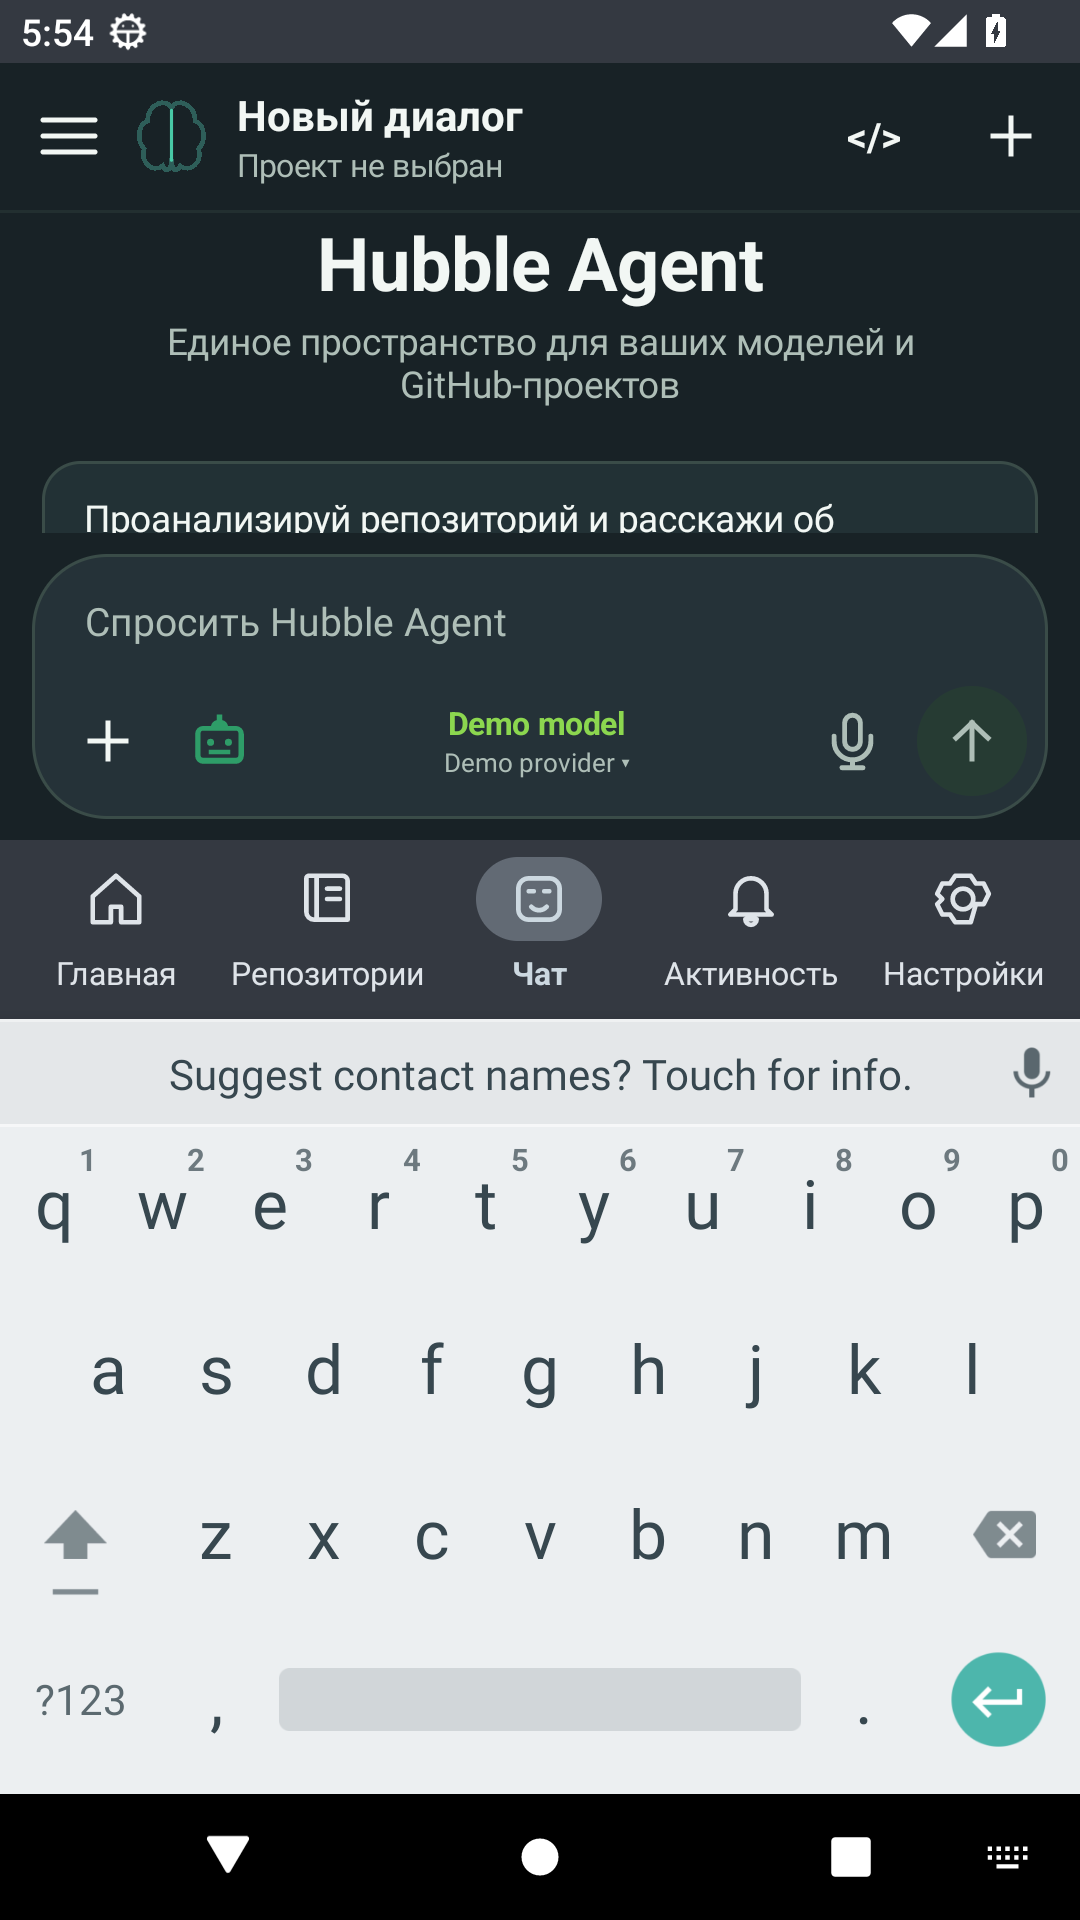 5:54
Новый диалог
Проект не выбран
</>
Hubble Agent
Единое пространство для ваших моделей и
GitHub-проектов
Проанализируй репозиторий и расскажи об
Спросить Hubble Agent
Demo model
Demo provider ▾
Главная Репозитории Чат Активность Настройки
Suggest contact names? Touch for info.
1 2 3 4 5 6 7 8 9 0
q w e r t y u i o p
a s d f g h j k l
z x c v b n m
?123 , .